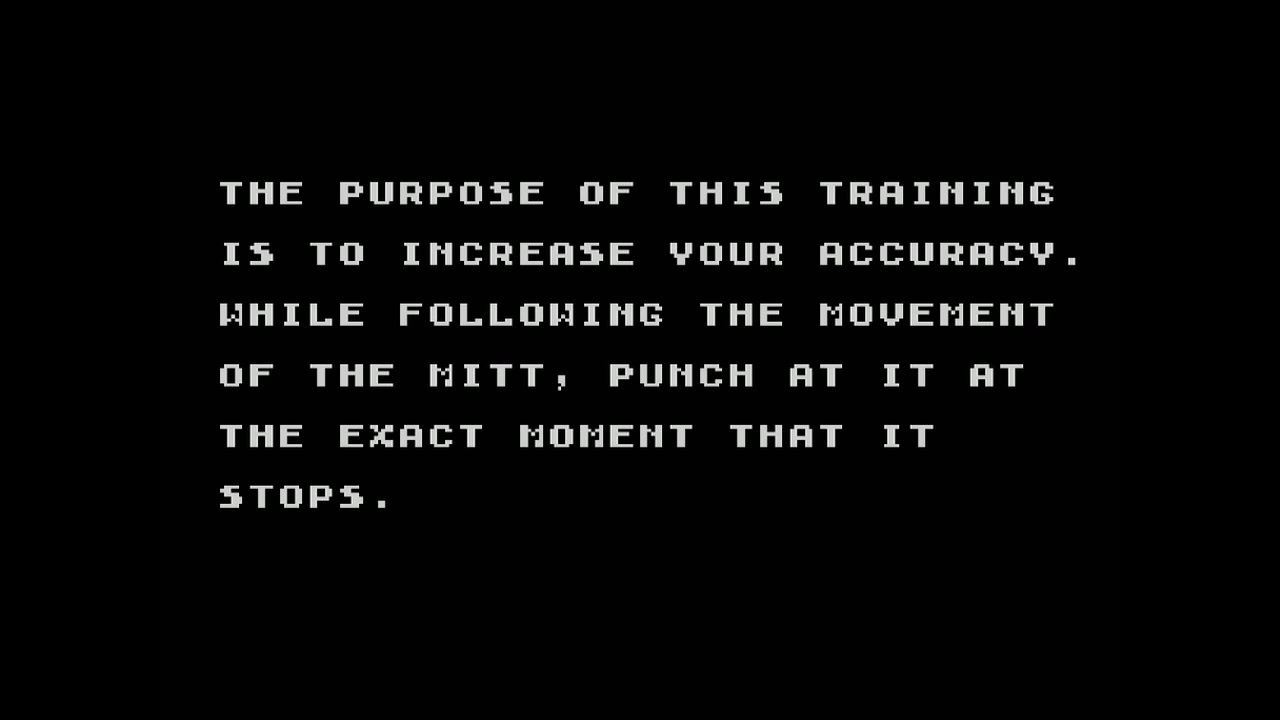 THE PURPOSE OF THIS TRAINING
IS TO INCREASE YOUR ACCURACY.
WHILE FOLLOWING THE MOVEMENT
OF THE MITT, PUNCH AT IT AT
THE EXACT MOMENT THAT IT
STOPS.